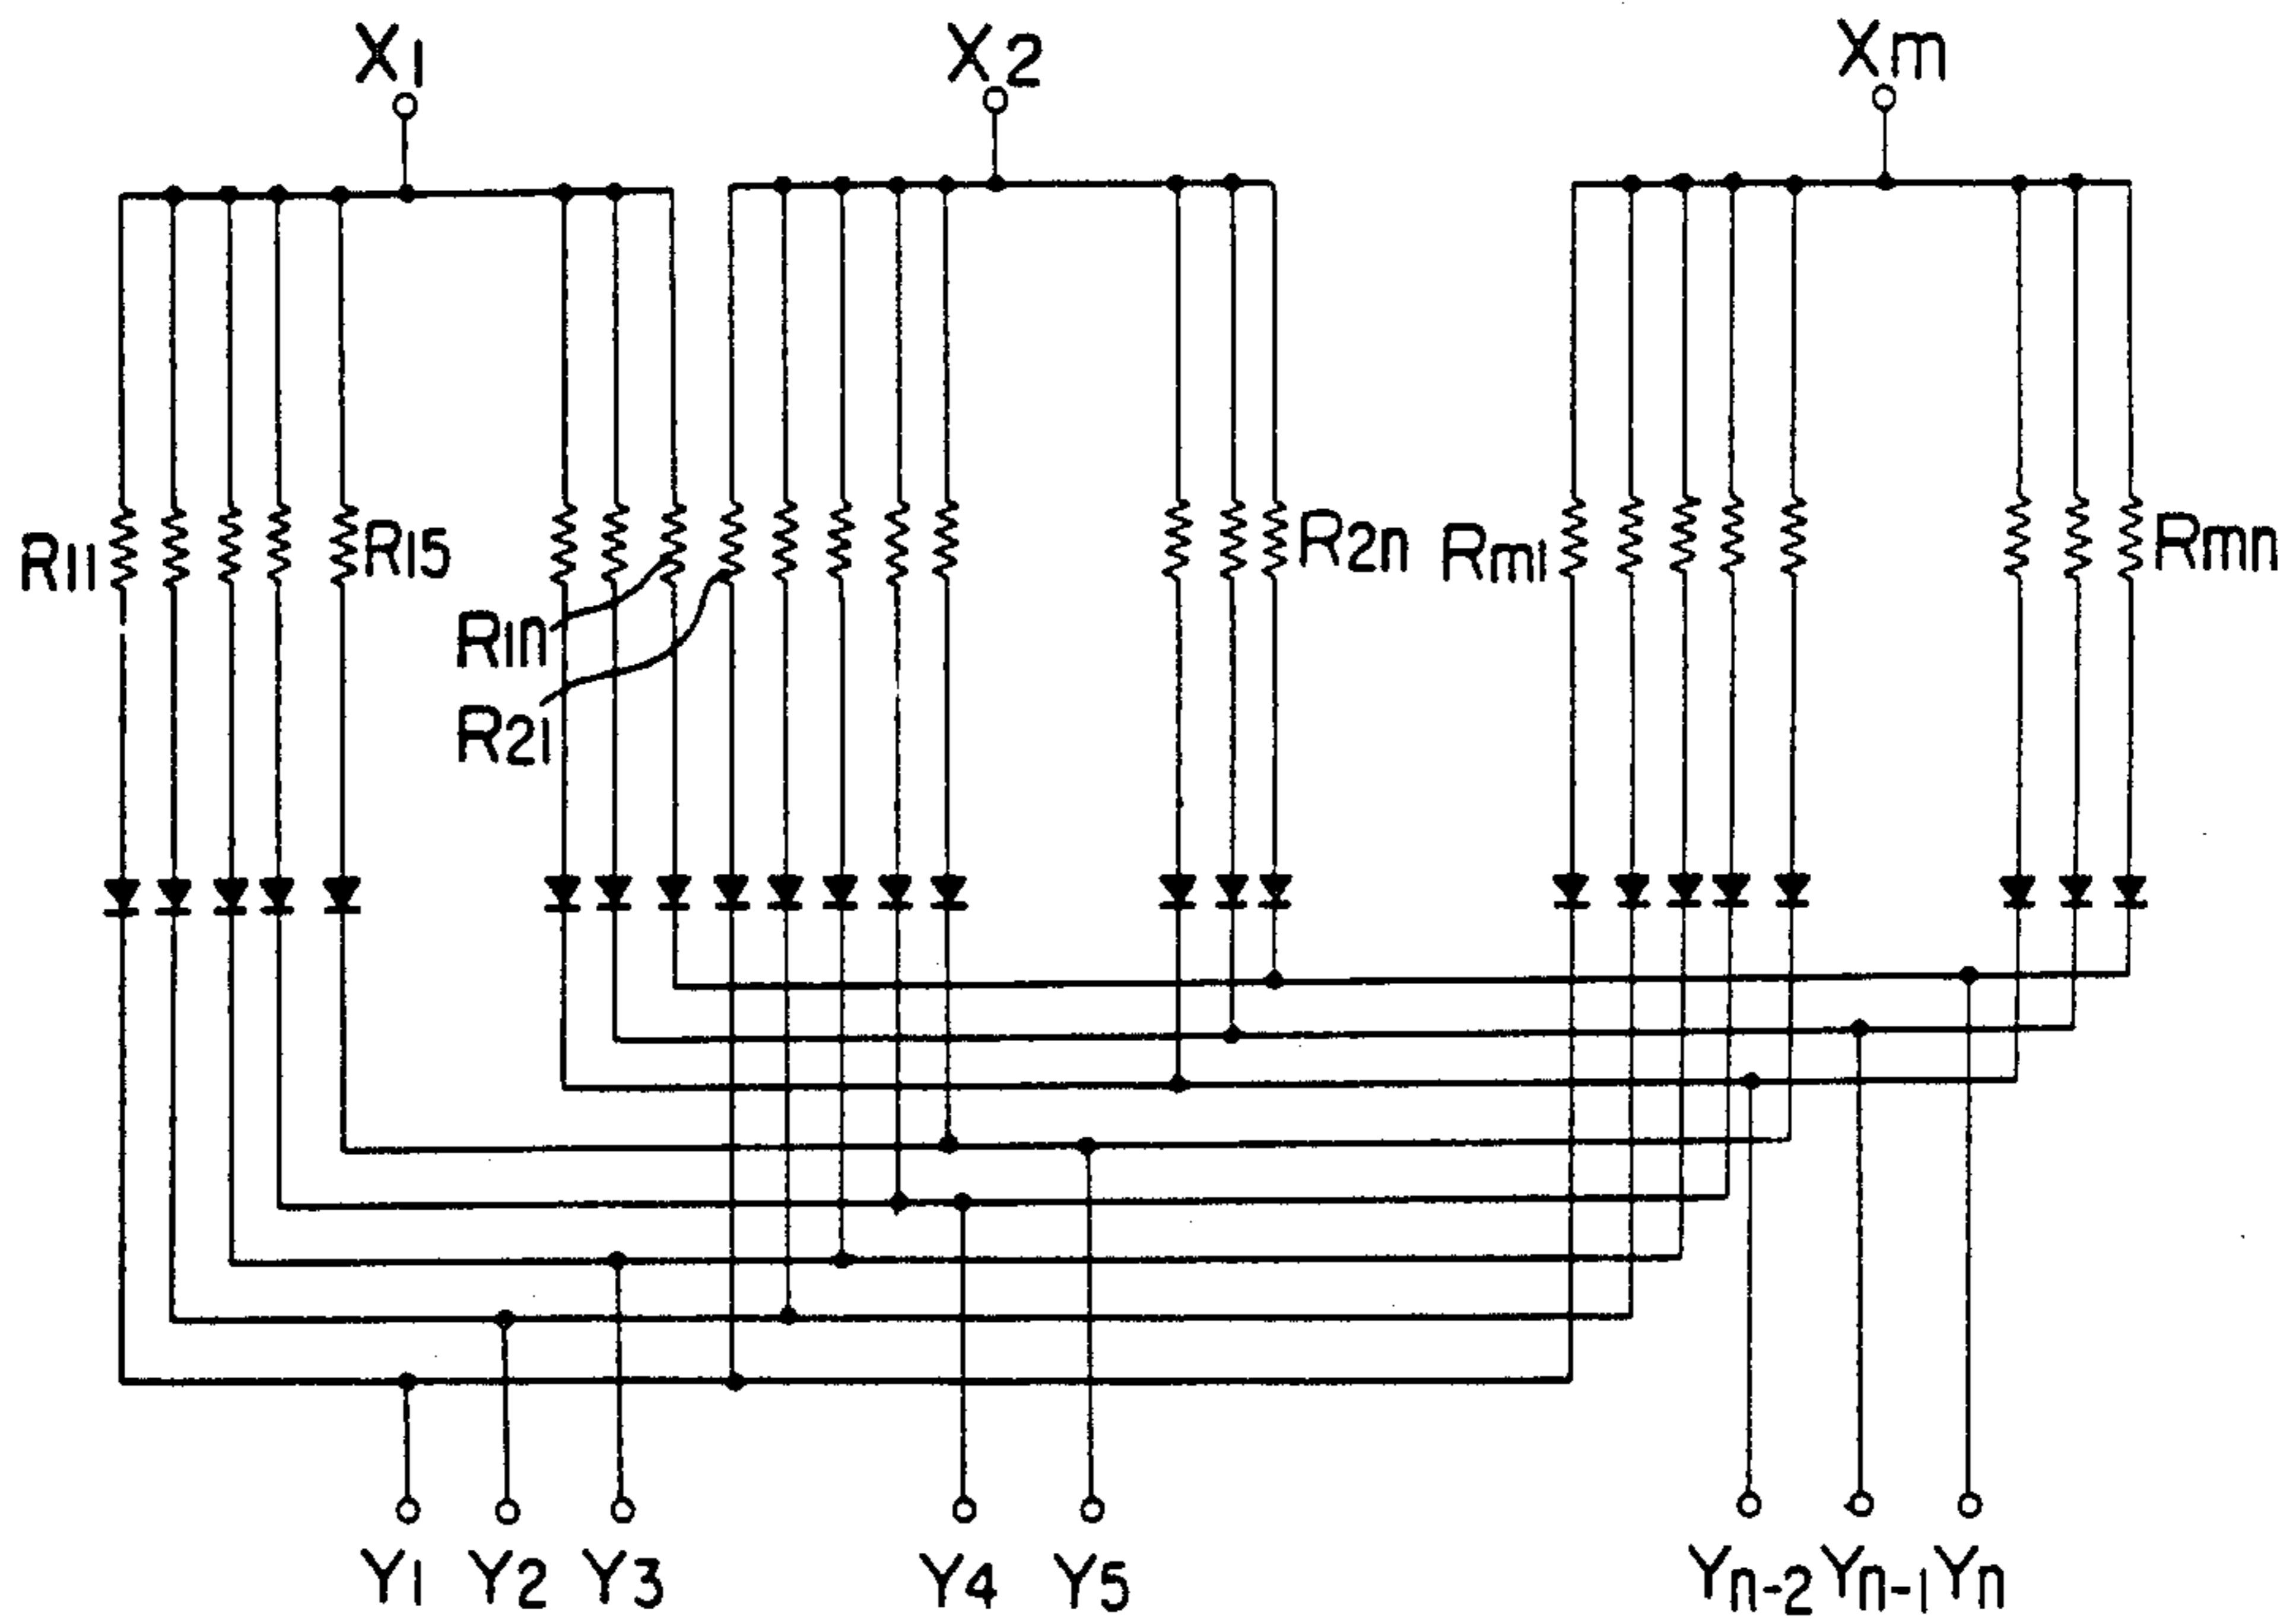 X1 X2 Xm
R11 R15 R2n Rm1 Rmn
R1n
R21
Y1 Y2 Y3 Y4 Y5 Yn-2 Yn-1 Yn